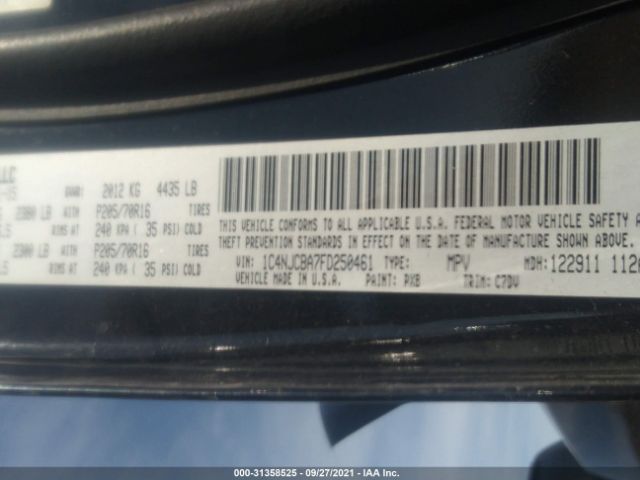 LLC
GVWR: 2012 KG 4435 LB
2380 LB WITH P205/70R16 TIRES
RIMS AT 240 KPA ( 35 PSI) COLD
2300 LB WITH P205/70R16 TIRES
RIMS AT 240 KPA ( 35 PSI) COLD
THIS VEHICLE CONFORMS TO ALL APPLICABLE U.S.A. FEDERAL MOTOR VEHICLE SAFETY A
THEFT PREVENTION STANDARDS IN EFFECT ON THE DATE OF MANUFACTURE SHOWN ABOVE.
VIN: 1C4NJCBA7FD250461 TYPE: MPV MDH: 122911 112
VEHICLE MADE IN U.S.A. PAINT: PXB TRIM: C7DV
000-31358525 - 09/27/2021 - IAA Inc.